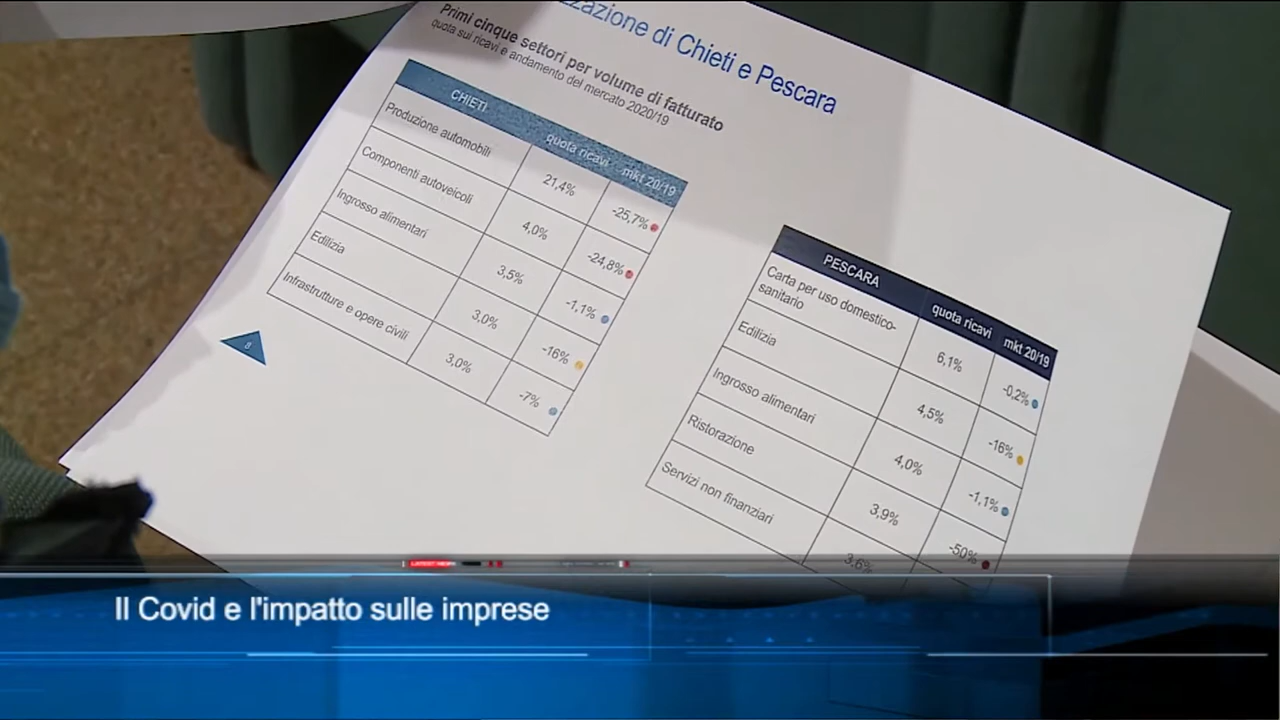 zzazione di Chieti e Pescara
Primi cinque settori per volume di fatturato
quota sui ricavi e andamento del mercato 2020/19
CHIETI quota ricavi mkt 20/19
Produzione automobili 21,4% -25,7%
Componenti autoveicoli 4,0% -24,8%
Ingrosso alimentari 3,5% -1,1%
Edilizia 3,0% -16%
Infrastrutture e opere civili 3,0% -7%
8
PESCARA quota ricavi mkt 20/19
Carta per uso domestico-
sanitario 6,1% -0,2%
Edilizia 4,5% -16%
Ingrosso alimentari 4,0% -1,1%
Ristorazione 3,9% -50%
Servizi non finanziari 3,6%
LATEST NEWS
Il Covid e l'impatto sulle imprese